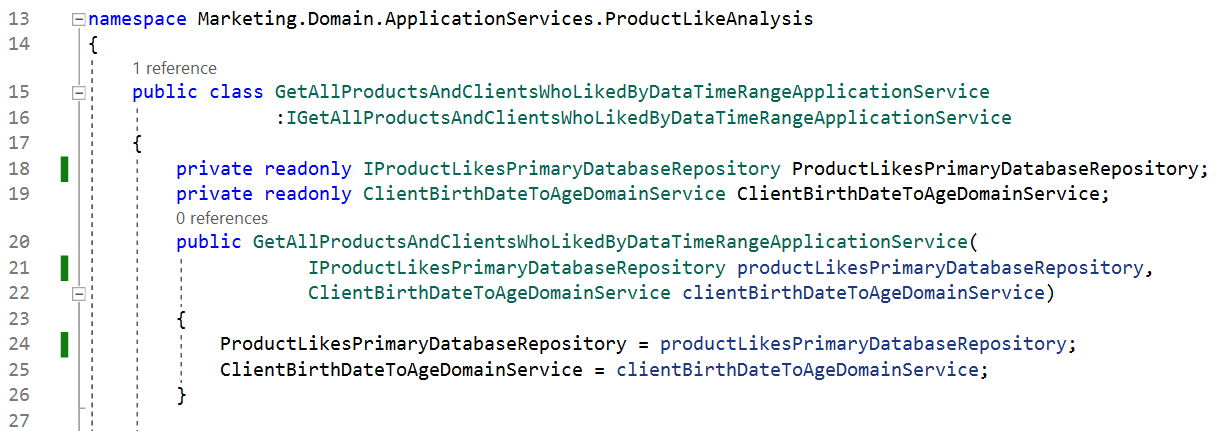 13 namespace Marketing.Domain.ApplicationServices.ProductLikeAnalysis
14 {
1 reference
15 public class GetAllProductsAndClientsWhoLikedByDataTimeRangeApplicationService
16 :IGetAllProductsAndClientsWhoLikedByDataTimeRangeApplicationService
17 {
18 private readonly IProductLikesPrimaryDatabaseRepository ProductLikesPrimaryDatabaseRepository;
19 private readonly ClientBirthDateToAgeDomainService ClientBirthDateToAgeDomainService;
0 references
20 public GetAllProductsAndClientsWhoLikedByDataTimeRangeApplicationService(
21 IProductLikesPrimaryDatabaseRepository productLikesPrimaryDatabaseRepository,
22 ClientBirthDateToAgeDomainService clientBirthDateToAgeDomainService)
23 {
24 ProductLikesPrimaryDatabaseRepository = productLikesPrimaryDatabaseRepository;
25 ClientBirthDateToAgeDomainService = clientBirthDateToAgeDomainService;
26 }
27